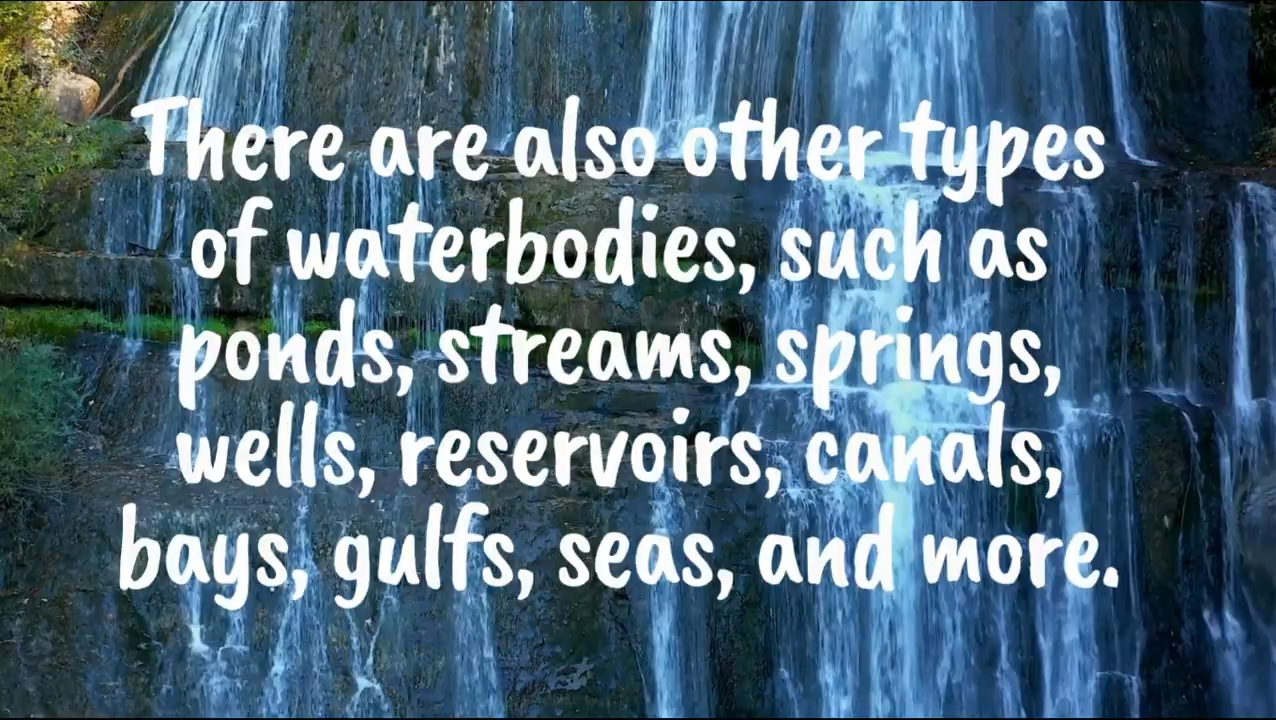 There are also other types
of waterbodies, such as
ponds, streams, springs,
wells, reservoirs, canals,
bays, gulfs, seas, and more.